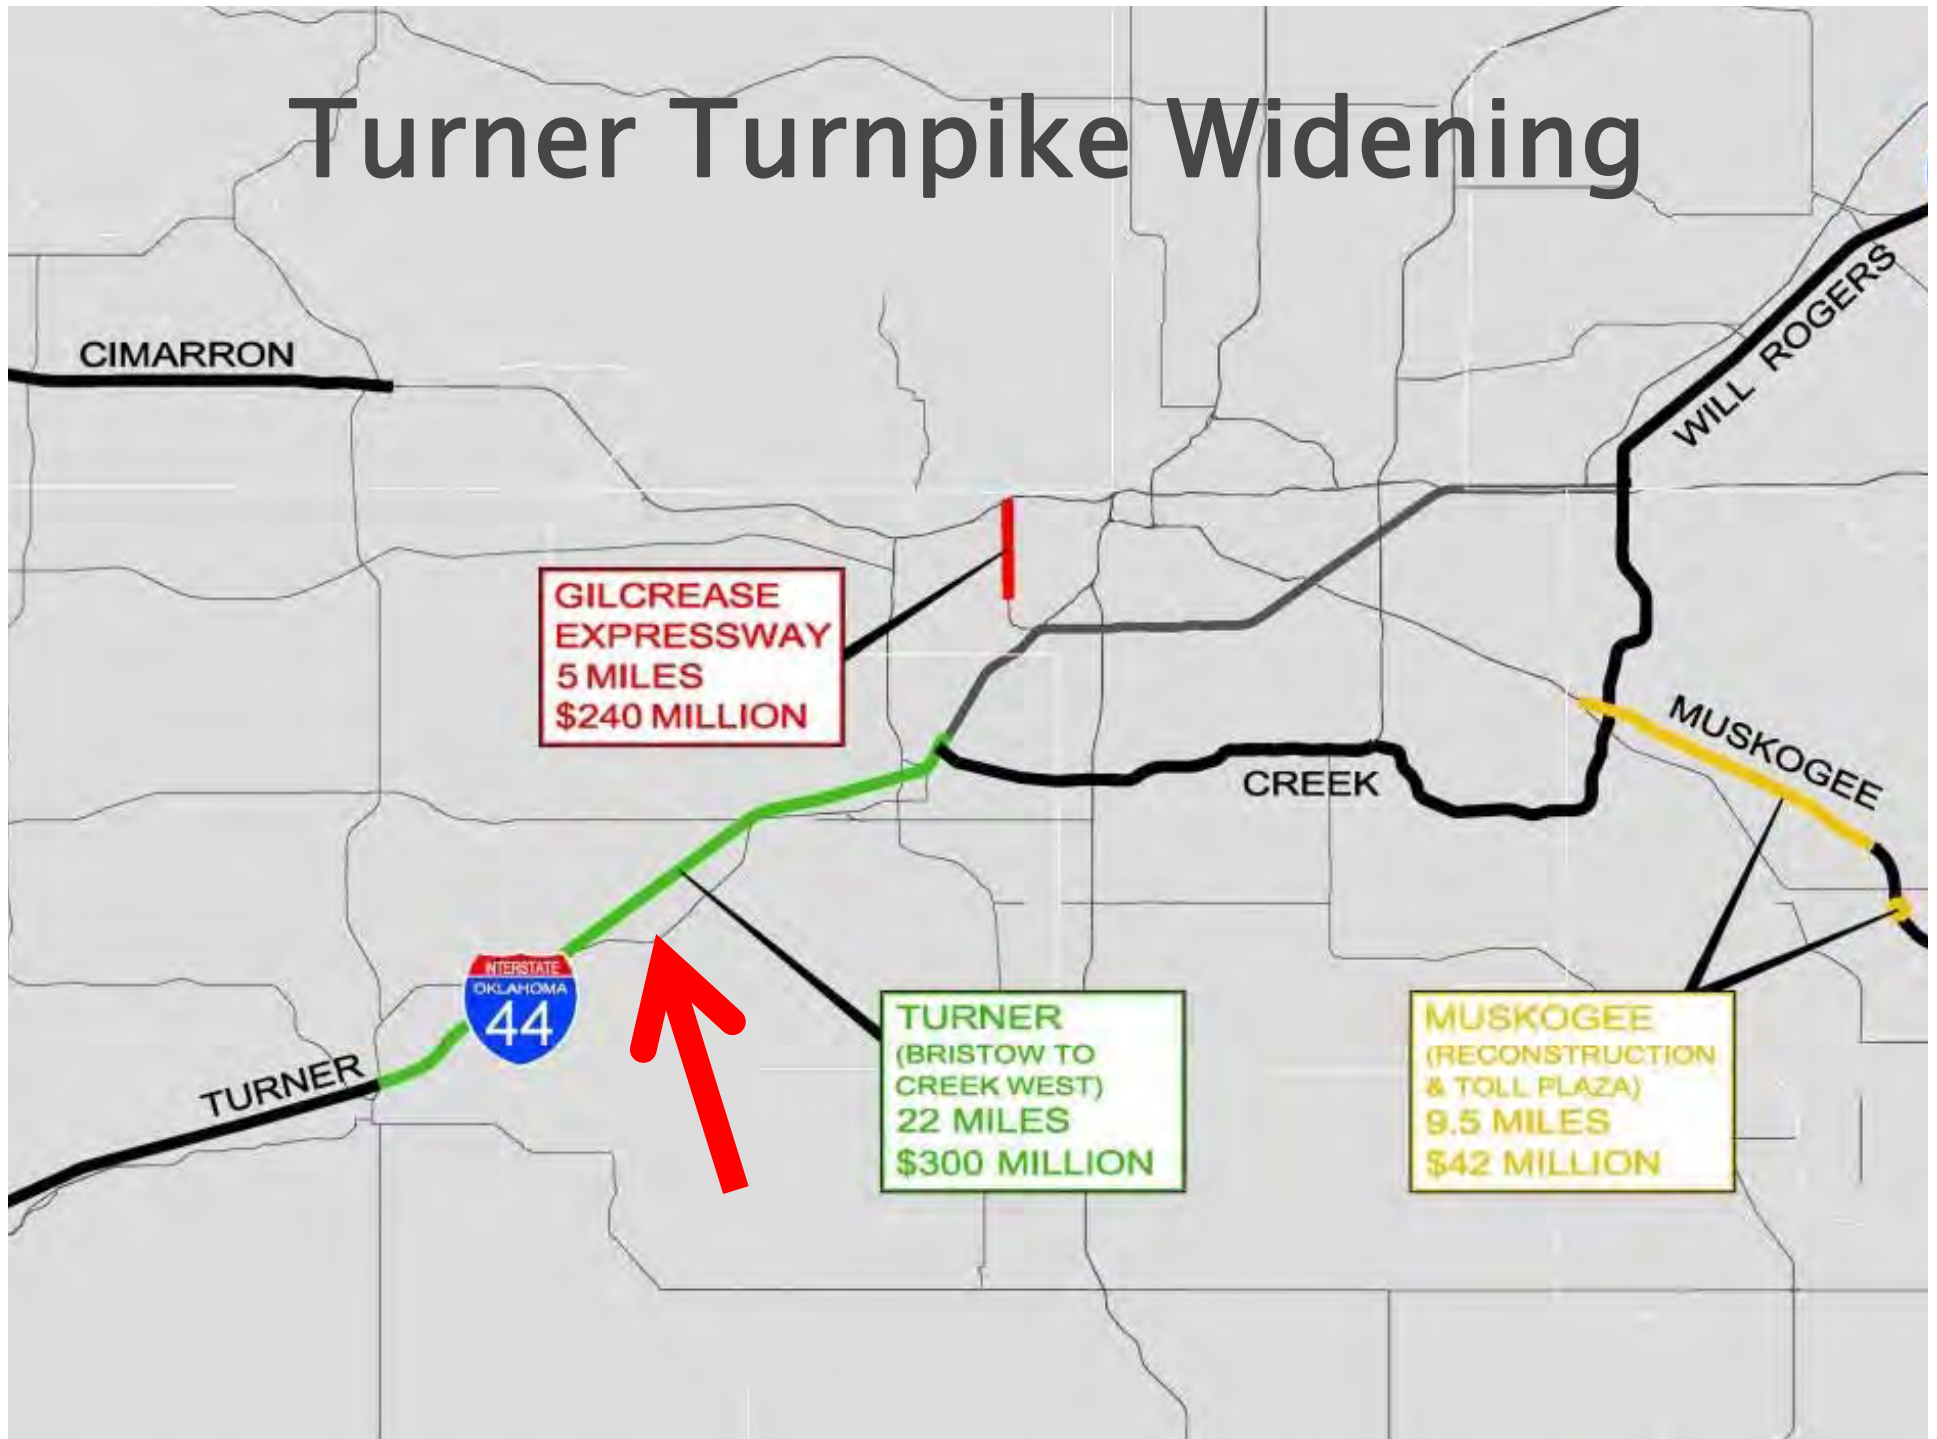 Turner Turnpike Widening
CIMARRON
WILL ROGERS
GILCREASE
EXPRESSWAY
5 MILES
$240 MILLION
MUSKOGEE
CREEK
INTERSTATE
OKLAHOMA
44
TURNER
TURNER
(BRISTOW TO
CREEK WEST)
22 MILES
$300 MILLION
MUSKOGEE
(RECONSTRUCTION
& TOLL PLAZA)
9.5 MILES
$42 MILLION